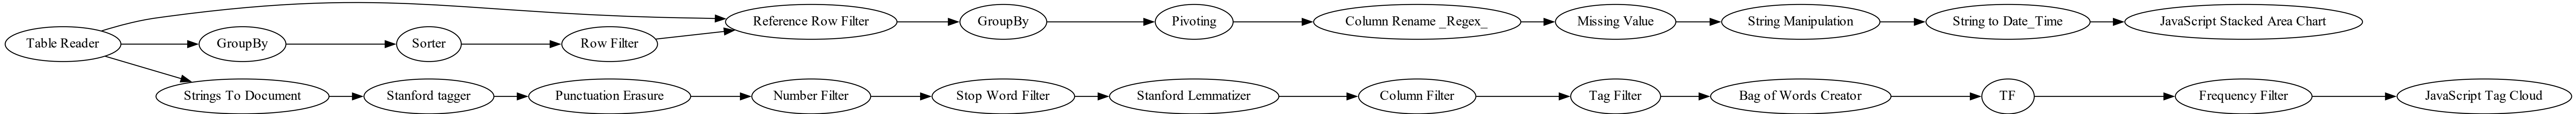 Table Reader
GroupBy
Sorter
Row Filter
Reference Row Filter
GroupBy
Pivoting
Column Rename _Regex_
Missing Value
String Manipulation
String to Date_Time
JavaScript Stacked Area Chart
Strings To Document
Stanford tagger
Punctuation Erasure
Number Filter
Stop Word Filter
Stanford Lemmatizer
Column Filter
Tag Filter
Bag of Words Creator
TF
Frequency Filter
JavaScript Tag Cloud